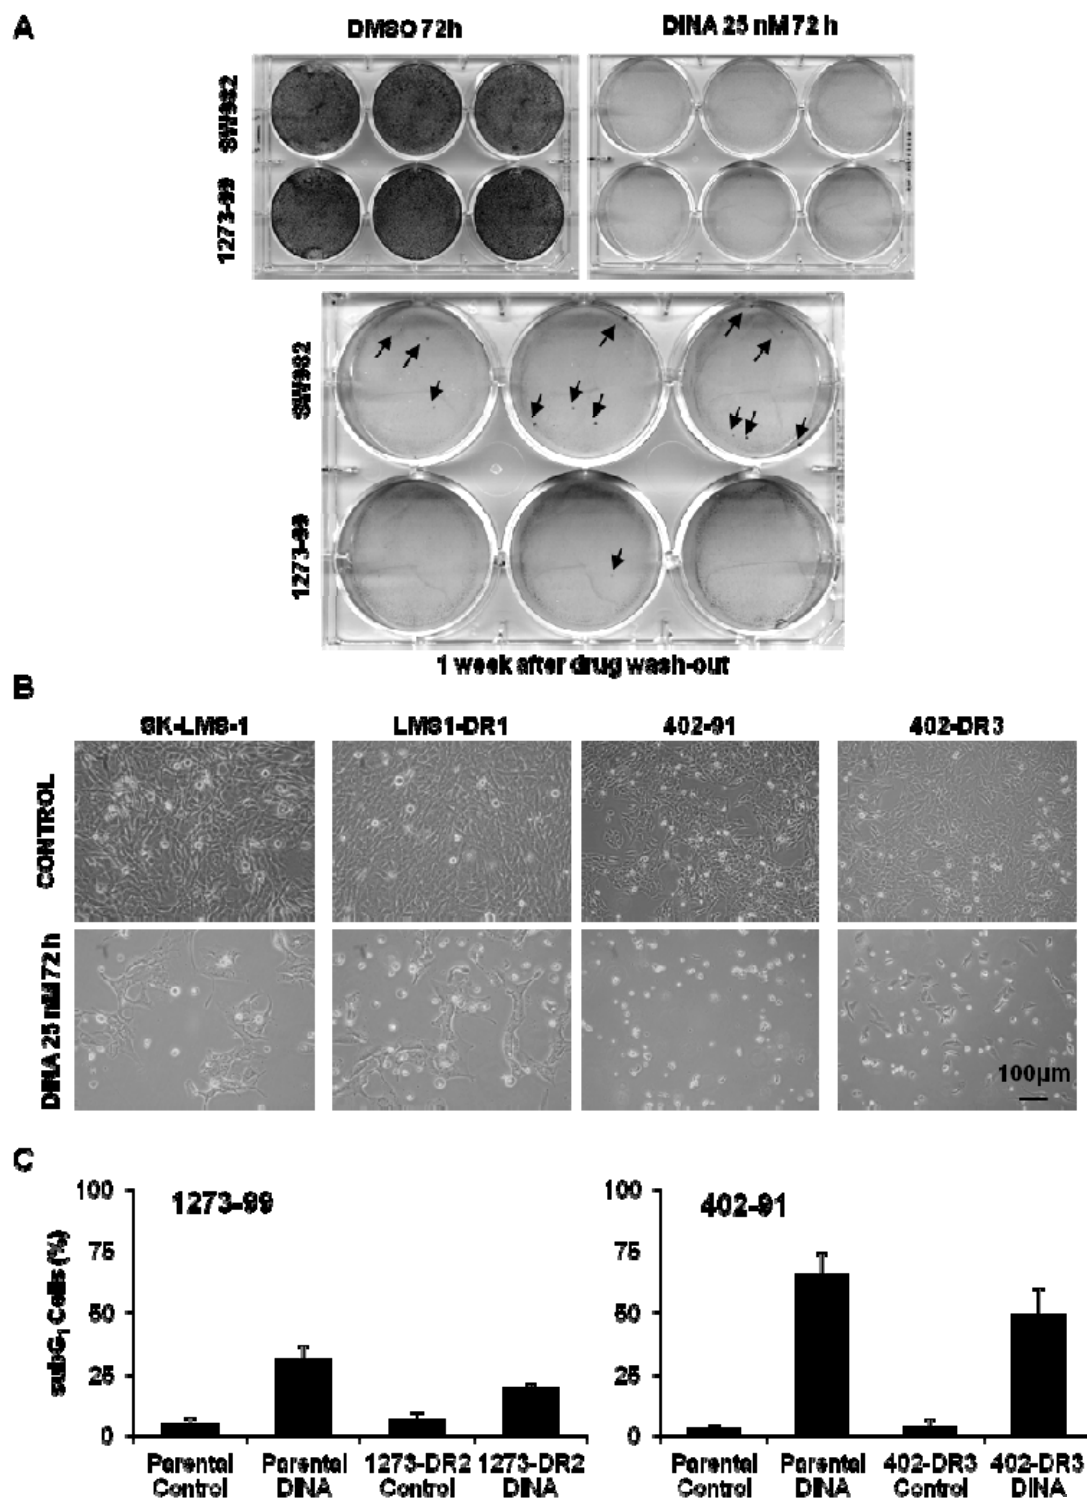 A
DMSO 72h
DINA 25 nM 72 h
SW982
1273-99
SW982
1273-99
1 week after drug wash-out
B
SK-LMS-1
LMS1-DR1
402-91
402-DR3
CONTROL
DINA 25 nM 72 h
100µm
C
subG1 Cells (%)
100
75
50
25
0
1273-99
Parental
Control
Parental
DINA
1273-DR2
Control
1273-DR2
DINA
100
75
50
25
0
402-91
Parental
Control
Parental
DINA
402-DR3
Control
402-DR3
DINA